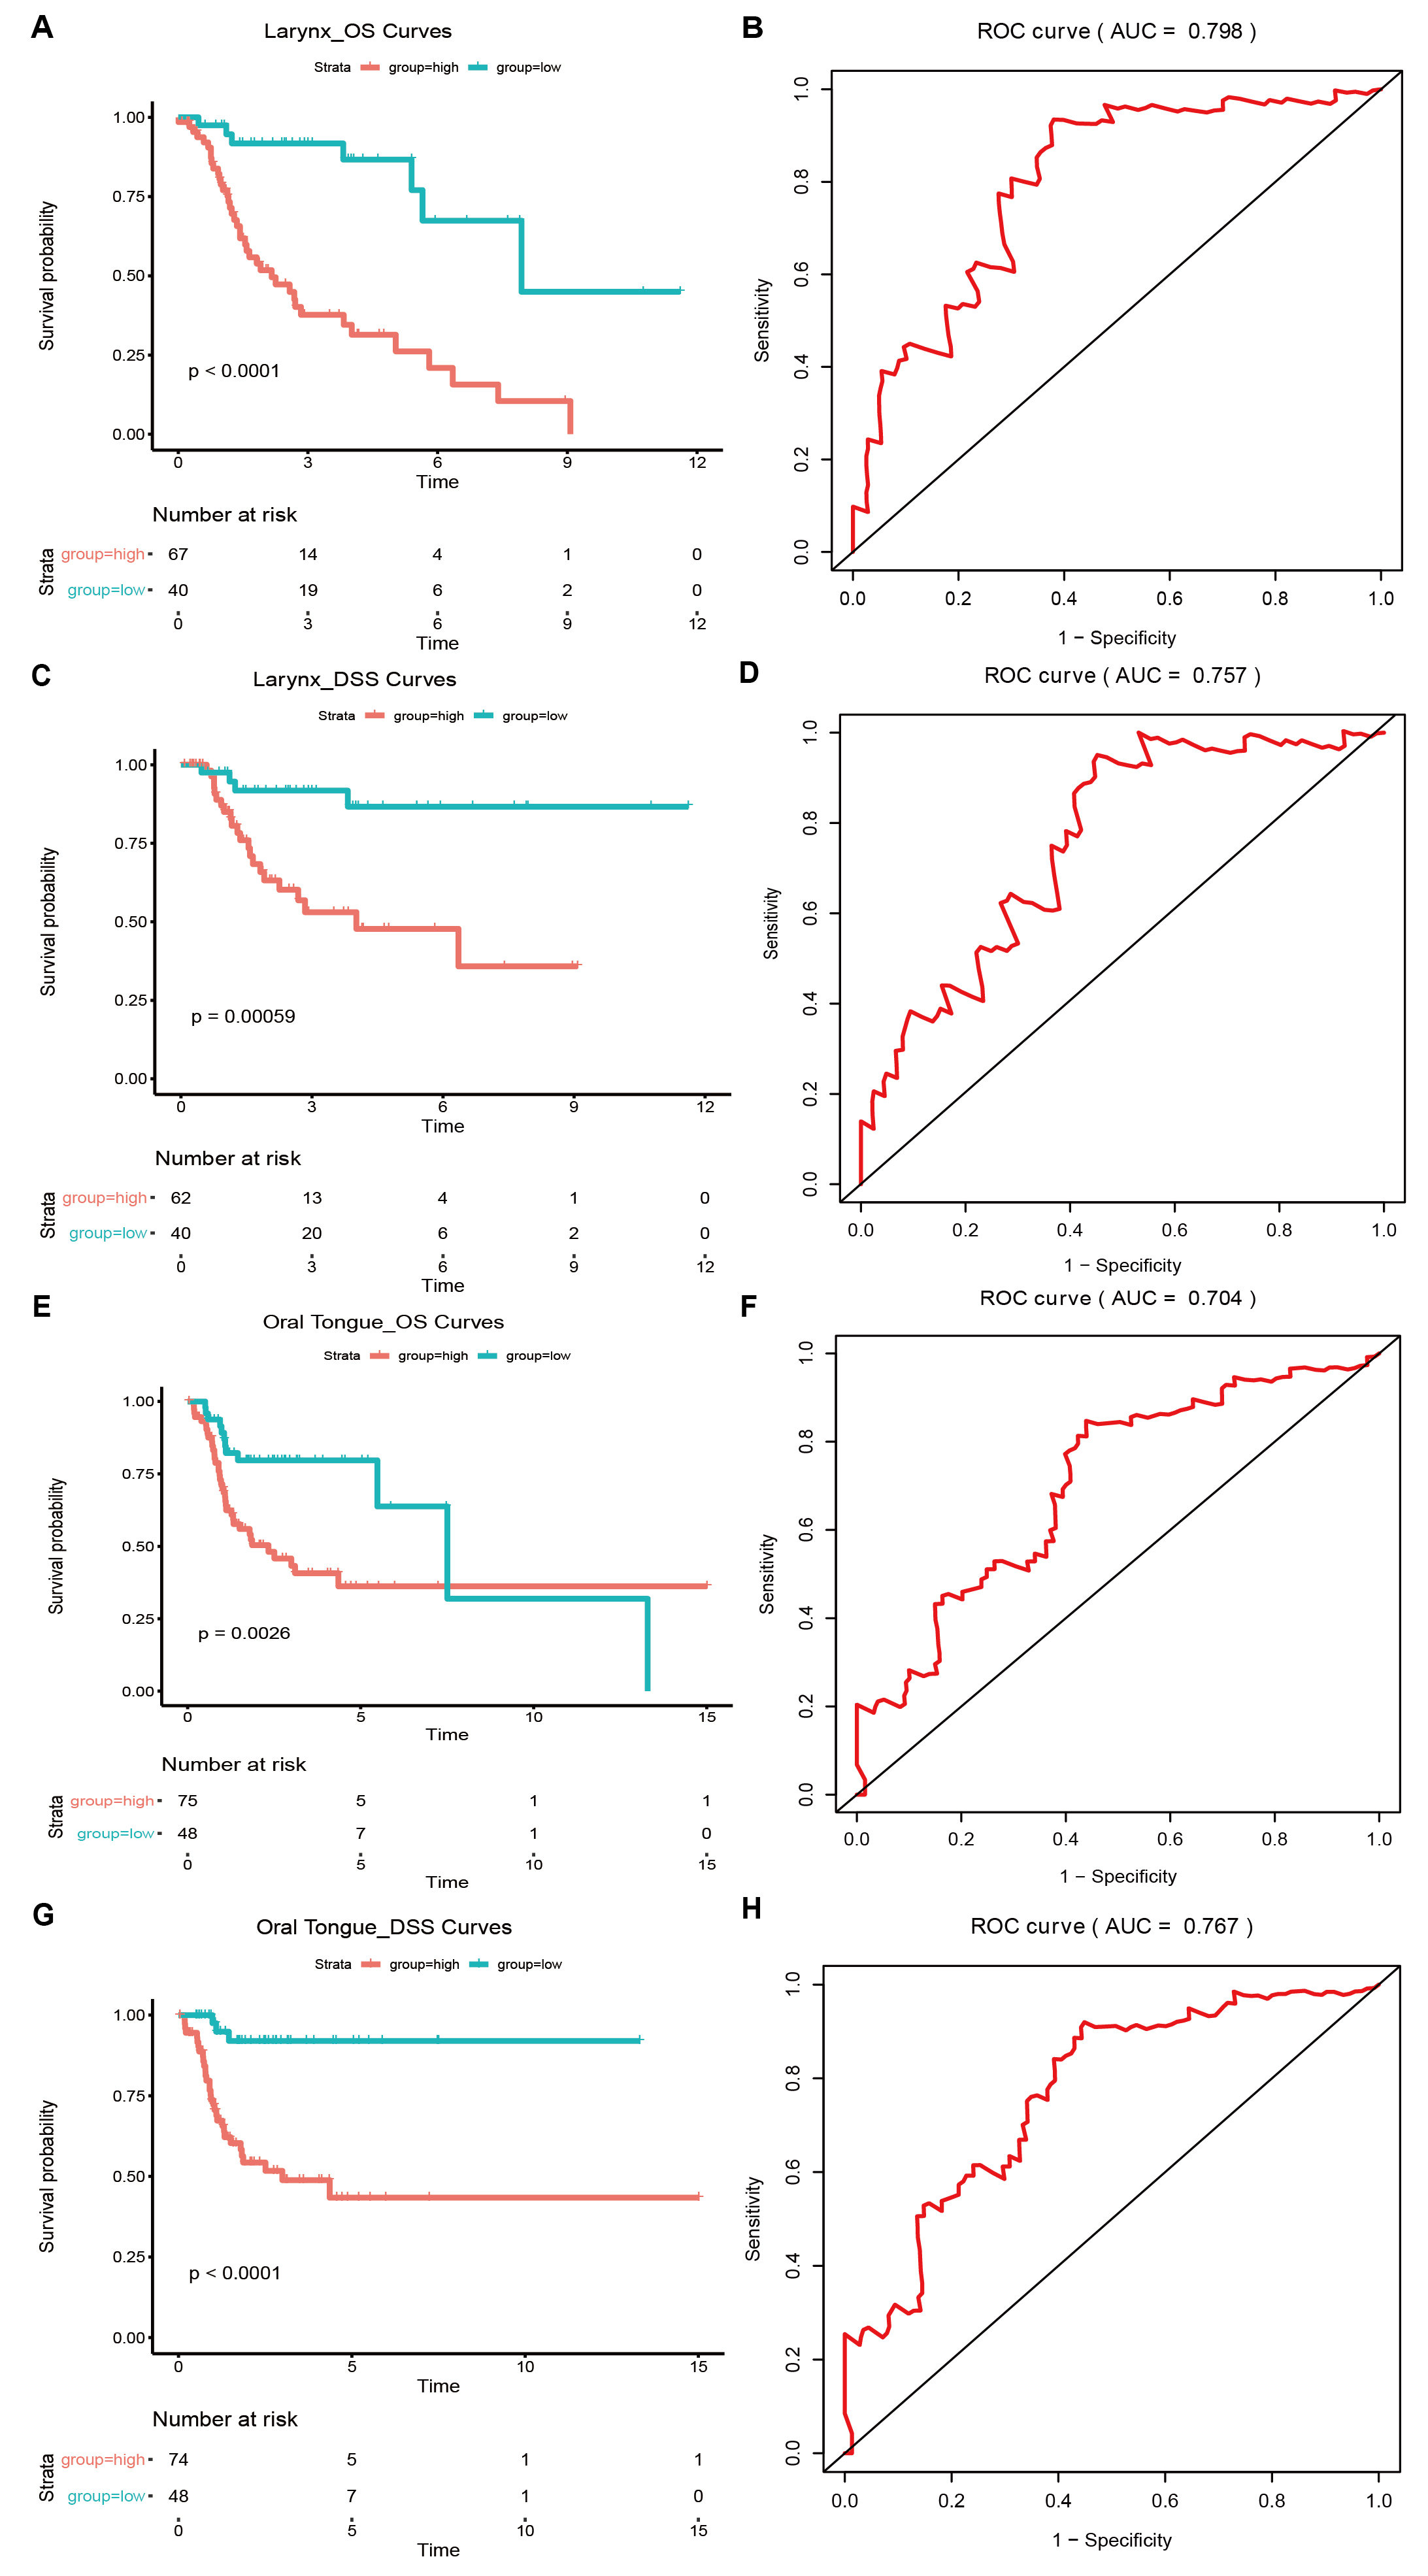 A
Larynx_OS Curves
Strata group=high group=low
Survival probability
1.00
0.75
0.50
0.25
0.00
p < 0.0001
0 3 6 9 12
Time
Number at risk
Strata
group=high 67 14 4 1 0
group=low 40 19 6 2 0
0 3 6 9 12
Time
B
ROC curve ( AUC = 0.798 )
Sensitivity
1.0
0.8
0.6
0.4
0.2
0.0
0.0 0.2 0.4 0.6 0.8 1.0
1 − Specificity
C
Larynx_DSS Curves
Strata group=high group=low
Survival probability
1.00
0.75
0.50
0.25
0.00
p = 0.00059
0 3 6 9 12
Time
Number at risk
Strata
group=high 62 13 4 1 0
group=low 40 20 6 2 0
0 3 6 9 12
Time
D
ROC curve ( AUC = 0.757 )
Sensitivity
1.0
0.8
0.6
0.4
0.2
0.0
0.0 0.2 0.4 0.6 0.8 1.0
1 − Specificity
E
Oral Tongue_OS Curves
Strata group=high group=low
Survival probability
1.00
0.75
0.50
0.25
0.00
p = 0.0026
0 5 10 15
Time
Number at risk
Strata
group=high 75 5 1 1
group=low 48 7 1 0
0 5 10 15
Time
F
ROC curve ( AUC = 0.704 )
Sensitivity
1.0
0.8
0.6
0.4
0.2
0.0
0.0 0.2 0.4 0.6 0.8 1.0
1 − Specificity
G
Oral Tongue_DSS Curves
Strata group=high group=low
Survival probability
1.00
0.75
0.50
0.25
0.00
p < 0.0001
0 5 10 15
Time
Number at risk
Strata
group=high 74 5 1 1
group=low 48 7 1 0
0 5 10 15
Time
H
ROC curve ( AUC = 0.767 )
Sensitivity
1.0
0.8
0.6
0.4
0.2
0.0
0.0 0.2 0.4 0.6 0.8 1.0
1 − Specificity